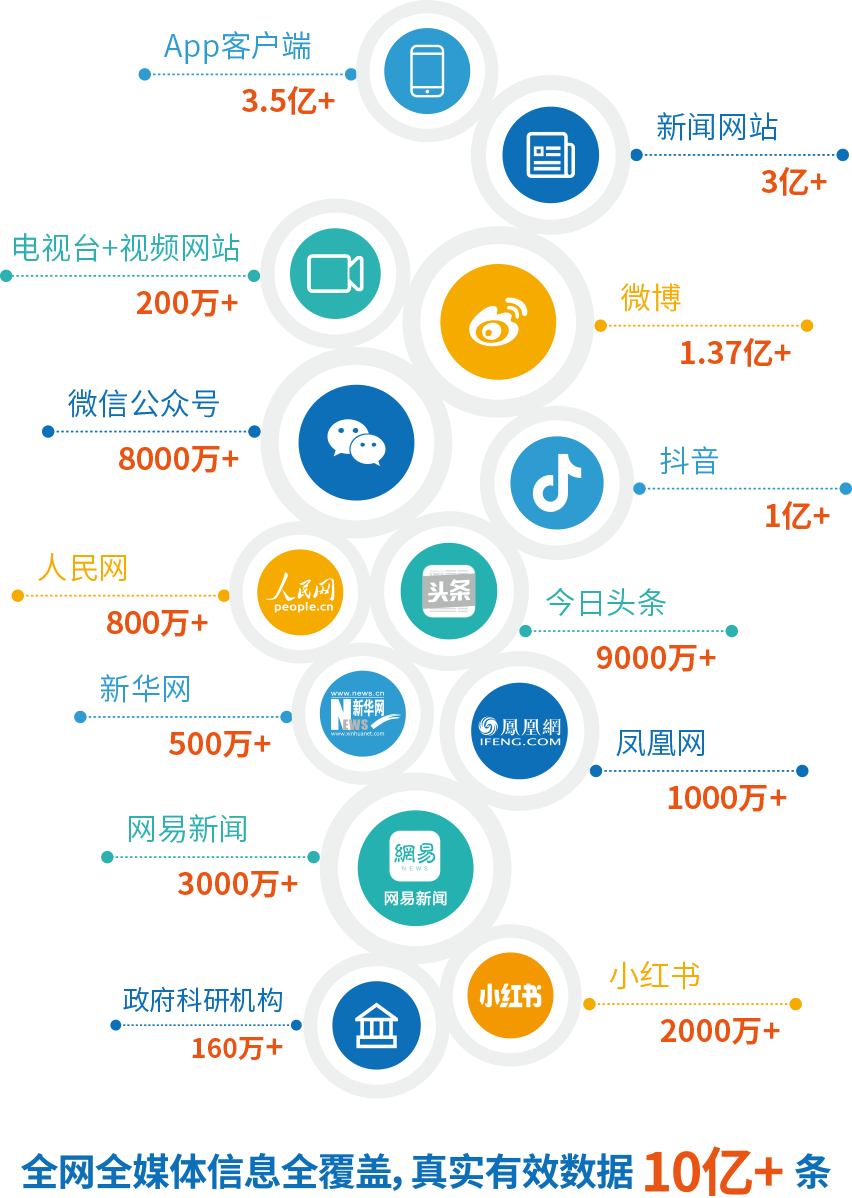 App客户端
3.5亿+
新闻网站
3亿+
电视台+视频网站
200万+
微博
1.37亿+
微信公众号
8000万+
抖音
1亿+
人民网
800万+
人民网
people.cn
头条
今日头条
9000万+
新华网
500万+
www.news.cn
新华网
NEWS
www.xinhuanet.com
鳳凰網
IFENG.COM
凤凰网
1000万+
网易新闻
3000万+
網易
NEWS
网易新闻
小红书
小红书
2000万+
政府科研机构
160万+
全网全媒体信息全覆盖，真实有效数据 10亿+ 条